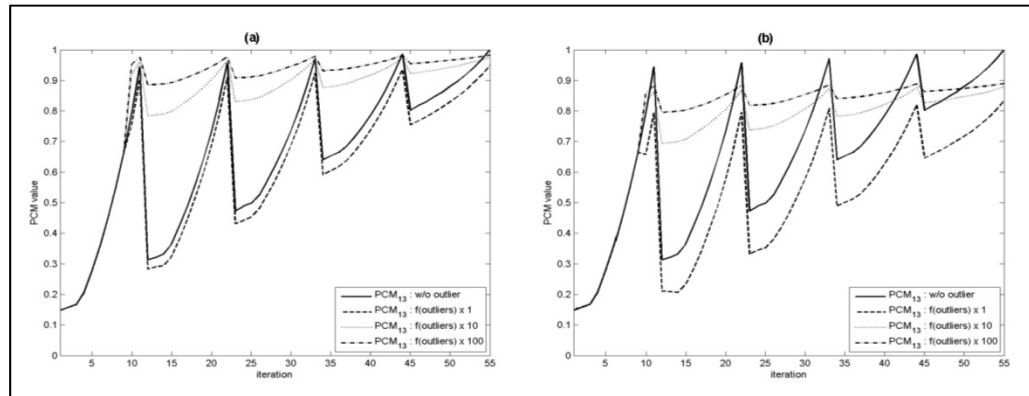 (a)
PCM value
1
0.9
0.8
0.7
0.6
0.5
0.4
0.3
0.2
0.1
0
5 10 15 20 25 30 35 40 45 50 55
iteration
PCM13 : w/o outlier
PCM13 : f(outliers) x 1
PCM13 : f(outliers) x 10
PCM13 : f(outliers) x 100
(b)
PCM value
1
0.9
0.8
0.7
0.6
0.5
0.4
0.3
0.2
0.1
0
5 10 15 20 25 30 35 40 45 50 55
iteration
PCM13 : w/o outlier
PCM13 : f(outliers) x 1
PCM13 : f(outliers) x 10
PCM13 : f(outliers) x 100